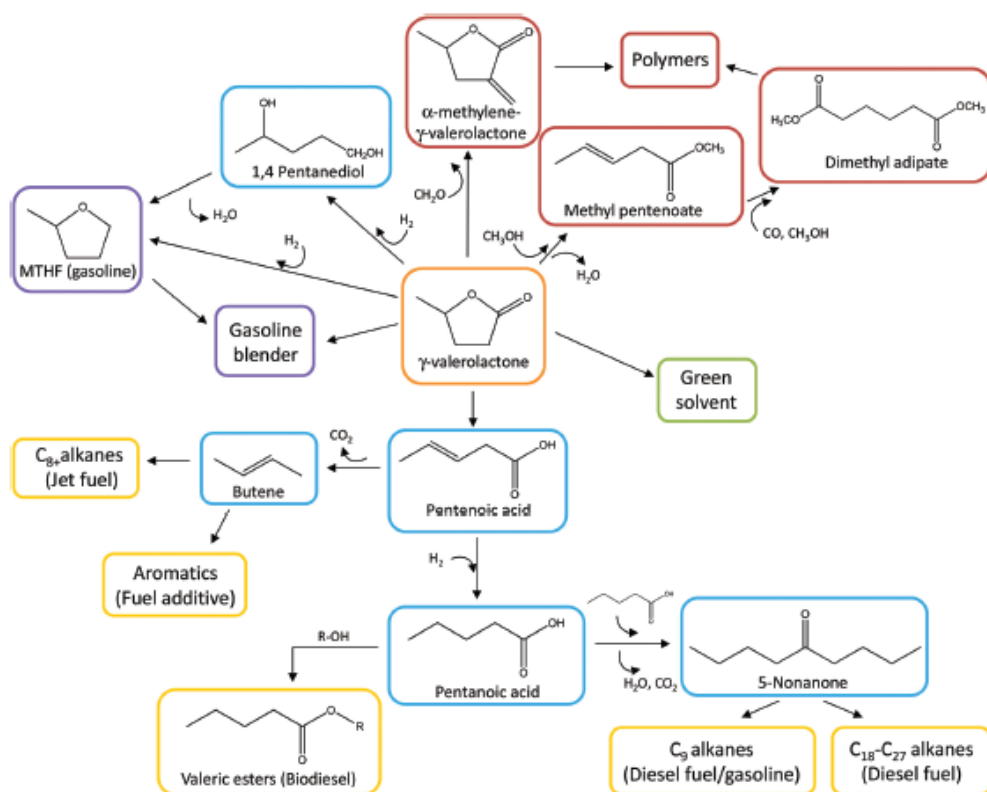 O
O
α-methylene-
γ-valerolactone
Polymers
O
H₃CO
OCH₃
O
Dimethyl adipate
OH
CH₂OH
1,4 Pentanediol
OCH₃
O
Methyl pentenoate
CH₂O
H₂
H₂O
O
MTHF (gasoline)
H₂
CH₃OH
H₂O
CO, CH₃OH
O
O
γ-valerolactone
Gasoline
blender
Green
solvent
C₈₊ alkanes
(Jet fuel)
Butene
CO₂
OH
O
Pentenoic acid
Aromatics
(Fuel additive)
H₂
R-OH
OH
O
Pentanoic acid
OH
O
H₂O, CO₂
O
5-Nonanone
O
R
O
Valeric esters (Biodiesel)
C₉ alkanes
(Diesel fuel/gasoline)
C₁₈-C₂₇ alkanes
(Diesel fuel)